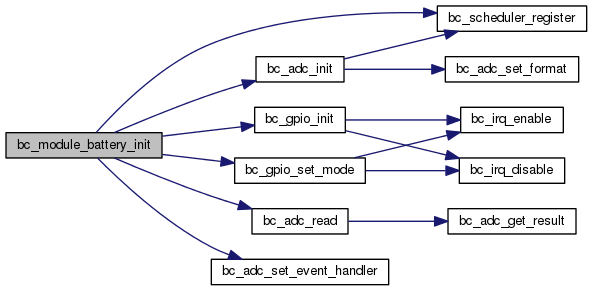 bc_scheduler_register
bc_adc_init
bc_adc_set_format
bc_gpio_init
bc_irq_enable
bc_module_battery_init
bc_gpio_set_mode
bc_irq_disable
bc_adc_read
bc_adc_get_result
bc_adc_set_event_handler